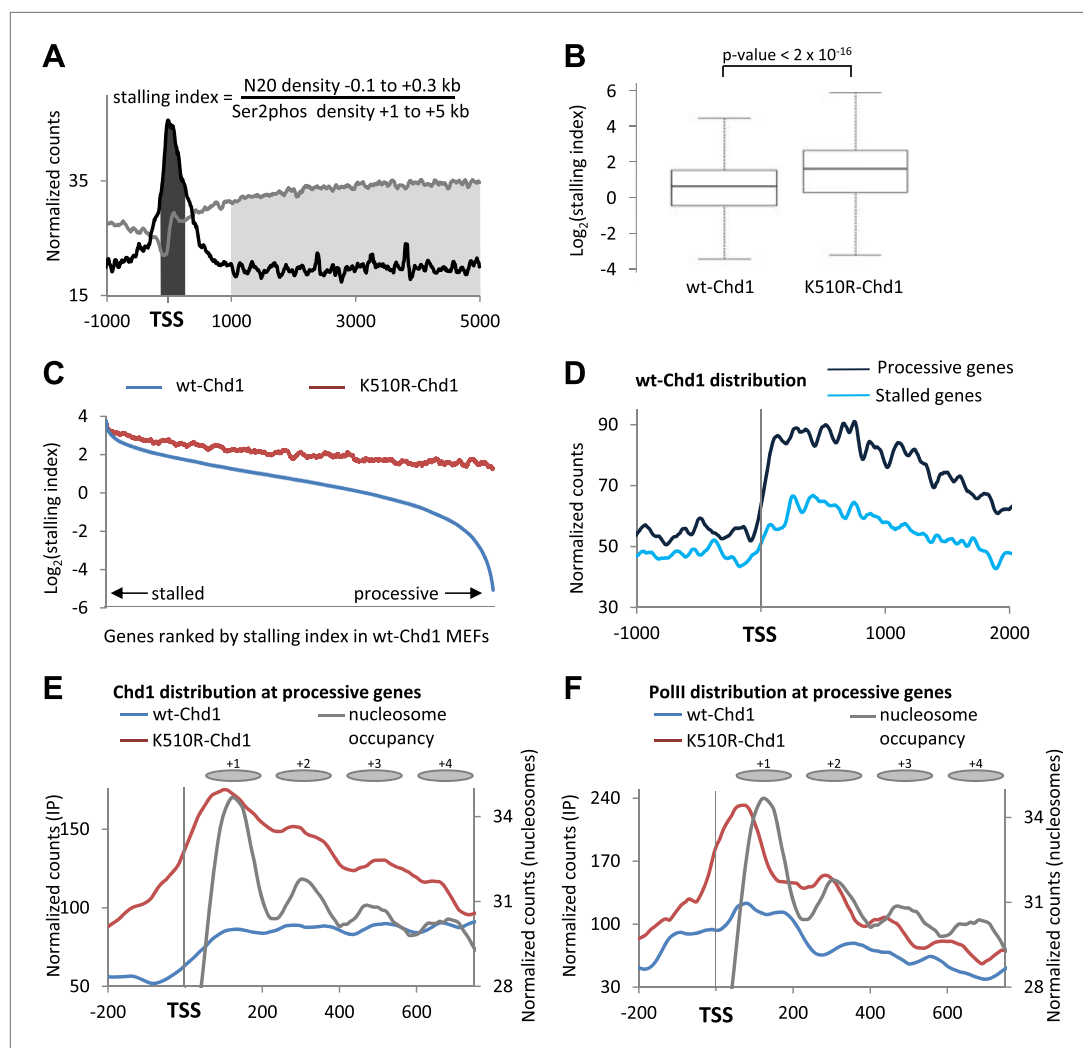 A
stalling index = N20 density -0.1 to +0.3 kb
Ser2phos density +1 to +5 kb
Normalized counts
35
15
-1000
TSS
1000
3000
5000
B
p-value < 2 x 10-16
Log2(stalling index)
6
4
2
0
-2
-4
wt-Chd1
K510R-Chd1
C
wt-Chd1
K510R-Chd1
Log2(stalling index)
4
2
0
-2
-4
-6
stalled
processive
Genes ranked by stalling index in wt-Chd1 MEFs
D
wt-Chd1 distribution
Processive genes
Stalled genes
Normalized counts
90
70
50
30
-1000
TSS
1000
2000
E
Chd1 distribution at processive genes
wt-Chd1
K510R-Chd1
nucleosome
occupancy
+1
+2
+3
+4
Normalized counts (IP)
150
100
50
Normalized counts (nucleosomes)
34
31
28
-200
TSS
200
400
600
F
PolII distribution at processive genes
wt-Chd1
K510R-Chd1
nucleosome
occupancy
+1
+2
+3
+4
Normalized counts (IP)
240
170
100
30
Normalized counts (nucleosomes)
34
31
28
-200
TSS
200
400
600